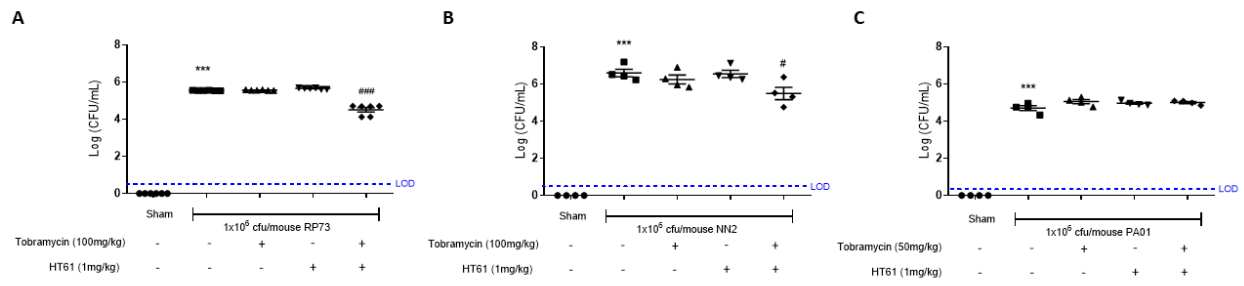 A
8
6
4
2
0
Log (CFU/mL)
***
###
LOD
Sham
1x10⁶ cfu/mouse RP73
Tobramycin (100mg/kg) - - + - +
HT61 (1mg/kg) - - - + +
B
8
6
4
2
0
Log (CFU/mL)
***
#
LOD
Sham
1x10⁶ cfu/mouse NN2
Tobramycin (100mg/kg) - - + - +
HT61 (1mg/kg) - - - + +
C
8
6
4
2
0
Log (CFU/mL)
***
LOD
Sham
1x10⁶ cfu/mouse PA01
Tobramycin (50mg/kg) - - + - +
HT61 (1mg/kg) - - - + +